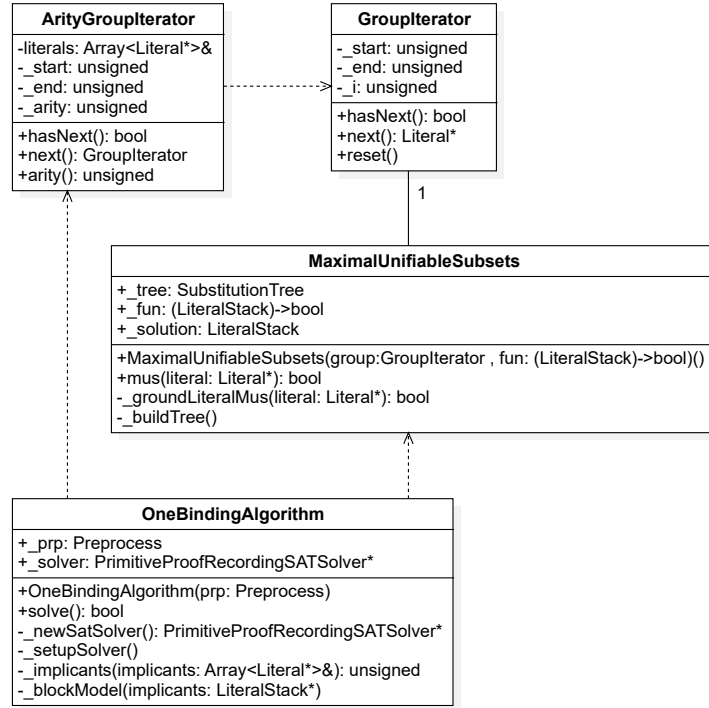 ArityGroupIterator
-literals: Array<Literal*>&
-_start: unsigned
-_end: unsigned
-_arity: unsigned
+hasNext(): bool
+next(): GroupIterator
+arity(): unsigned
GroupIterator
-_start: unsigned
-_end: unsigned
-_i: unsigned
+hasNext(): bool
+next(): Literal*
+reset()
1
MaximalUnifiableSubsets
+_tree: SubstitutionTree
+_fun: (LiteralStack)->bool
+_solution: LiteralStack
+MaximalUnifiableSubsets(group:GroupIterator , fun: (LiteralStack)->bool)()
+mus(literal: Literal*): bool
-_groundLiteralMus(literal: Literal*): bool
-_buildTree()
OneBindingAlgorithm
+_prp: Preprocess
+_solver: PrimitiveProofRecordingSATSolver*
+OneBindingAlgorithm(prp: Preprocess)
+solve(): bool
-_newSatSolver(): PrimitiveProofRecordingSATSolver*
-_setupSolver()
-_implicants(implicants: Array<Literal*>&): unsigned
-_blockModel(implicants: LiteralStack*)